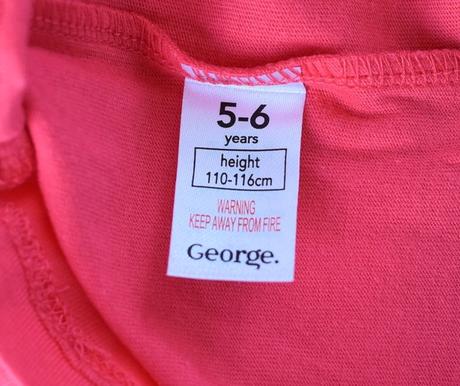 5-6
years
height
110-116cm
WARNING
KEEP AWAY FROM FIRE
George.